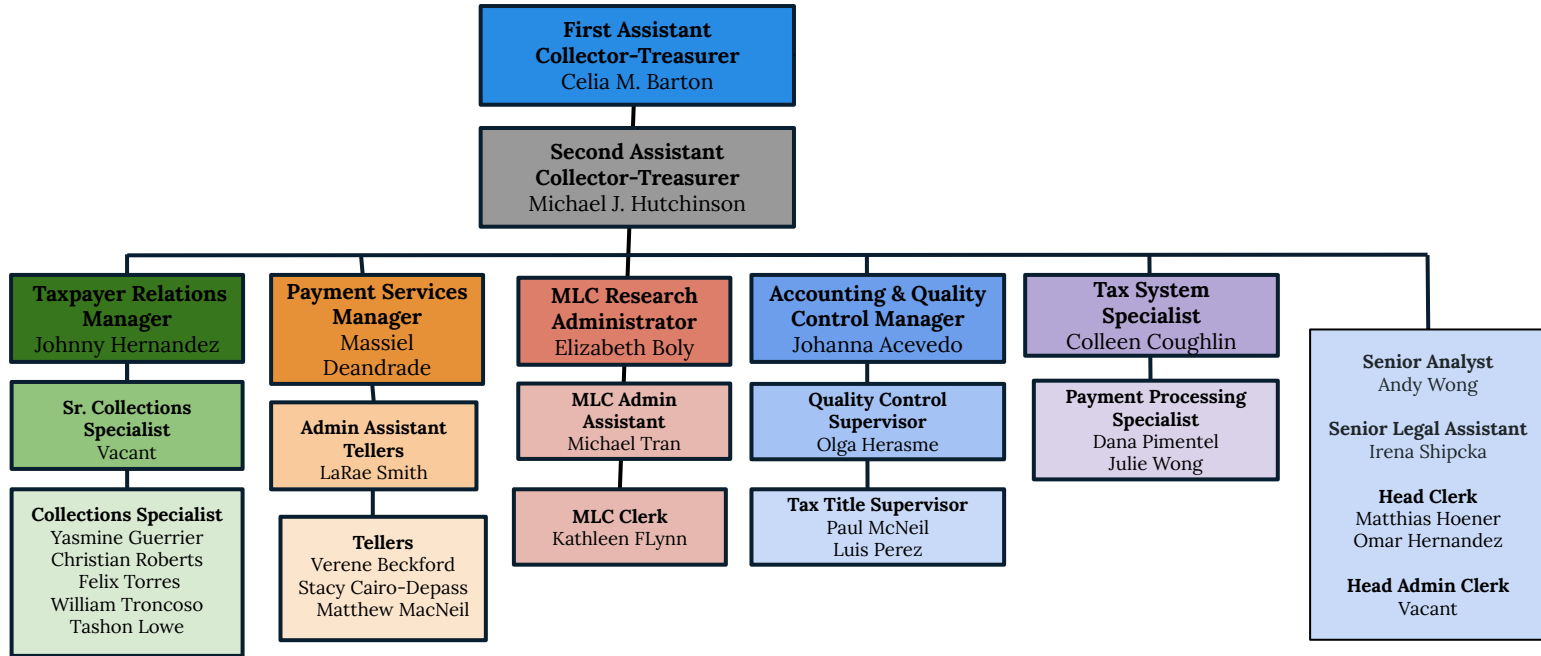 First Assistant
Collector-Treasurer
Celia M. Barton
Second Assistant
Collector-Treasurer
Michael J. Hutchinson
Taxpayer Relations
Manager
Johnny Hernandez
Sr. Collections
Specialist
Vacant
Collections Specialist
Yasmine Guerrier
Christian Roberts
Felix Torres
William Troncoso
Tashon Lowe
Payment Services
Manager
Massiel
Deandrade
Admin Assistant
Tellers
LaRae Smith
Tellers
Verene Beckford
Stacy Cairo-Depass
Matthew MacNeil
MLC Research
Administrator
Elizabeth Boly
MLC Admin
Assistant
Michael Tran
MLC Clerk
Kathleen FLynn
Accounting & Quality
Control Manager
Johanna Acevedo
Quality Control
Supervisor
Olga Herasme
Tax Title Supervisor
Paul McNeil
Luis Perez
Tax System
Specialist
Colleen Coughlin
Payment Processing
Specialist
Dana Pimentel
Julie Wong
Senior Analyst
Andy Wong
Senior Legal Assistant
Irena Shipcka
Head Clerk
Matthias Hoener
Omar Hernandez
Head Admin Clerk
Vacant